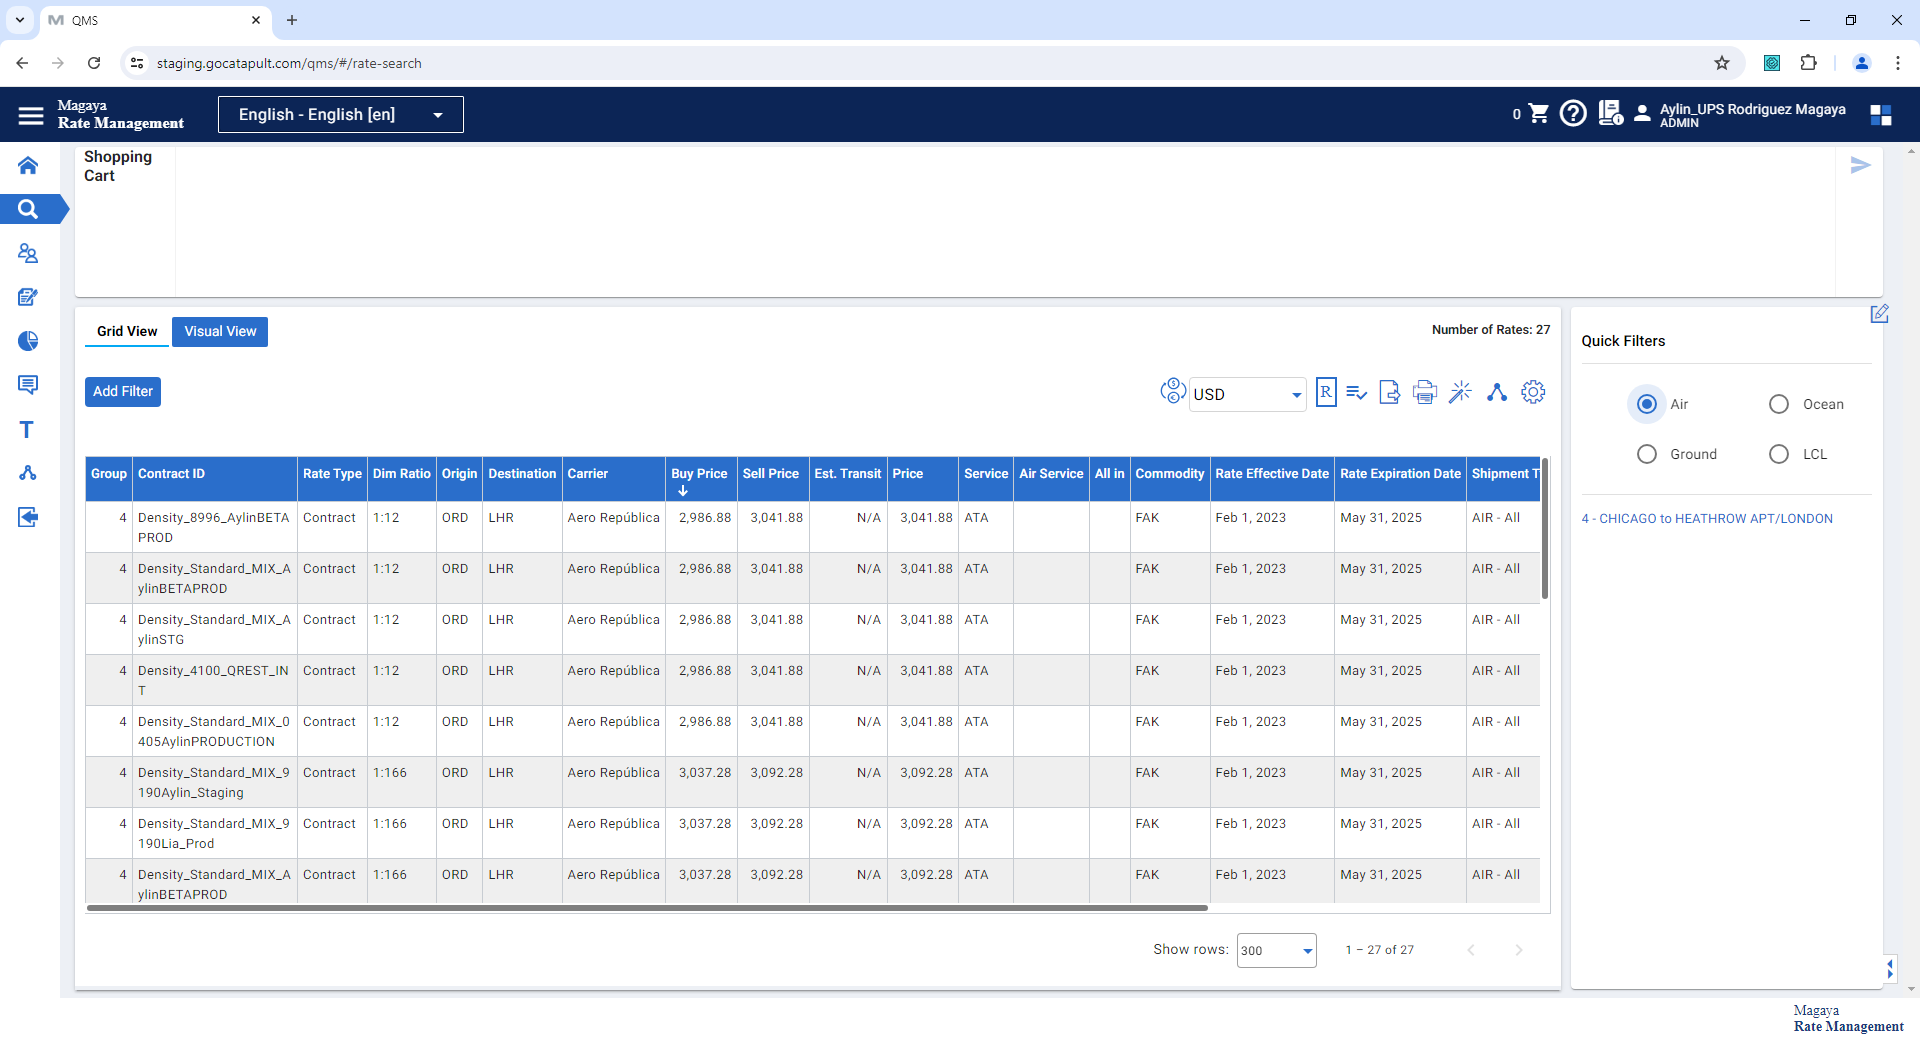 QMS
staging.gocatapult.com/qms/#/rate-search
Magaya
Rate Management
English - English [en]
0
Aylin_UPS Rodriguez Magaya
ADMIN
Shopping
Cart
Grid View
Visual View
Number of Rates: 27
Quick Filters
Add Filter
USD
R
Air
Ocean
Ground
LCL
4 - CHICAGO to HEATHROW APT/LONDON
Group Contract ID Rate Type Dim Ratio Origin Destination Carrier Buy Price Sell Price Est. Transit Price Service Air Service All in Commodity Rate Effective Date Rate Expiration Date Shipment T
4 Density_8996_AylinBETA Contract 1:12 ORD LHR Aero República 2,986.88 3,041.88 N/A 3,041.88 ATA FAK Feb 1, 2023 May 31, 2025 AIR - All
PROD
4 Density_Standard_MIX_A Contract 1:12 ORD LHR Aero República 2,986.88 3,041.88 N/A 3,041.88 ATA FAK Feb 1, 2023 May 31, 2025 AIR - All
ylinBETAPROD
4 Density_Standard_MIX_A Contract 1:12 ORD LHR Aero República 2,986.88 3,041.88 N/A 3,041.88 ATA FAK Feb 1, 2023 May 31, 2025 AIR - All
ylinSTG
4 Density_4100_QREST_IN Contract 1:12 ORD LHR Aero República 2,986.88 3,041.88 N/A 3,041.88 ATA FAK Feb 1, 2023 May 31, 2025 AIR - All
T
4 Density_Standard_MIX_0 Contract 1:12 ORD LHR Aero República 2,986.88 3,041.88 N/A 3,041.88 ATA FAK Feb 1, 2023 May 31, 2025 AIR - All
405AylinPRODUCTION
4 Density_Standard_MIX_9 Contract 1:166 ORD LHR Aero República 3,037.28 3,092.28 N/A 3,092.28 ATA FAK Feb 1, 2023 May 31, 2025 AIR - All
190Aylin_Staging
4 Density_Standard_MIX_9 Contract 1:166 ORD LHR Aero República 3,037.28 3,092.28 N/A 3,092.28 ATA FAK Feb 1, 2023 May 31, 2025 AIR - All
190Lia_Prod
4 Density_Standard_MIX_A Contract 1:166 ORD LHR Aero República 3,037.28 3,092.28 N/A 3,092.28 ATA FAK Feb 1, 2023 May 31, 2025 AIR - All
ylinBETAPROD
Show rows: 300 1 – 27 of 27
Magaya
Rate Management